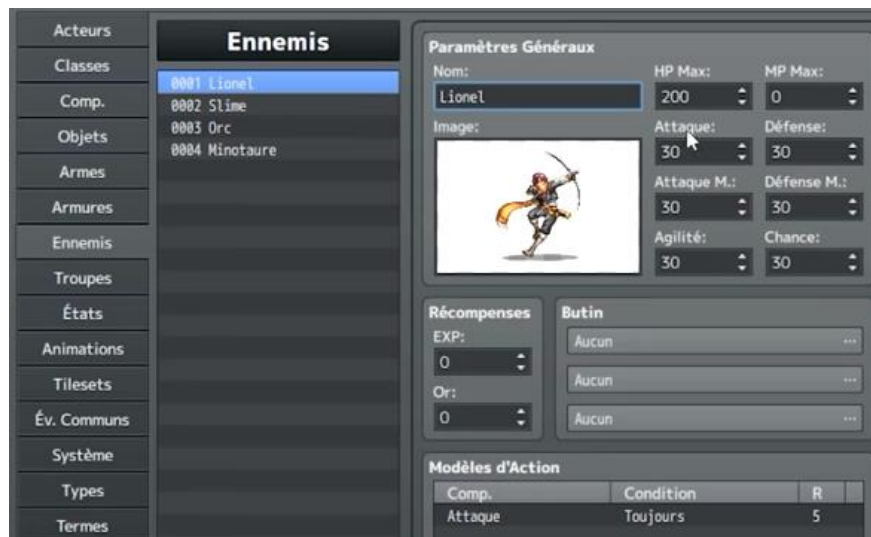 Acteurs
Classes
Comp.
Objets
Armes
Armures
Ennemis
Troupes
États
Animations
Tilesets
Év. Communs
Système
Types
Termes
Ennemis
0001 Lionel
0002 Slime
0003 Orc
0004 Minotaure
Paramètres Généraux
Nom:
Lionel
Image:
HP Max: MP Max:
200 0
Attaque: Défense:
30 30
Attaque M.: Défense M.:
30 30
Agilité: Chance:
30 30
Récompenses
EXP:
0
Or:
0
Butin
Aucun ...
Aucun ...
Aucun ...
Modèles d'Action
Comp. Condition R
Attaque Toujours 5